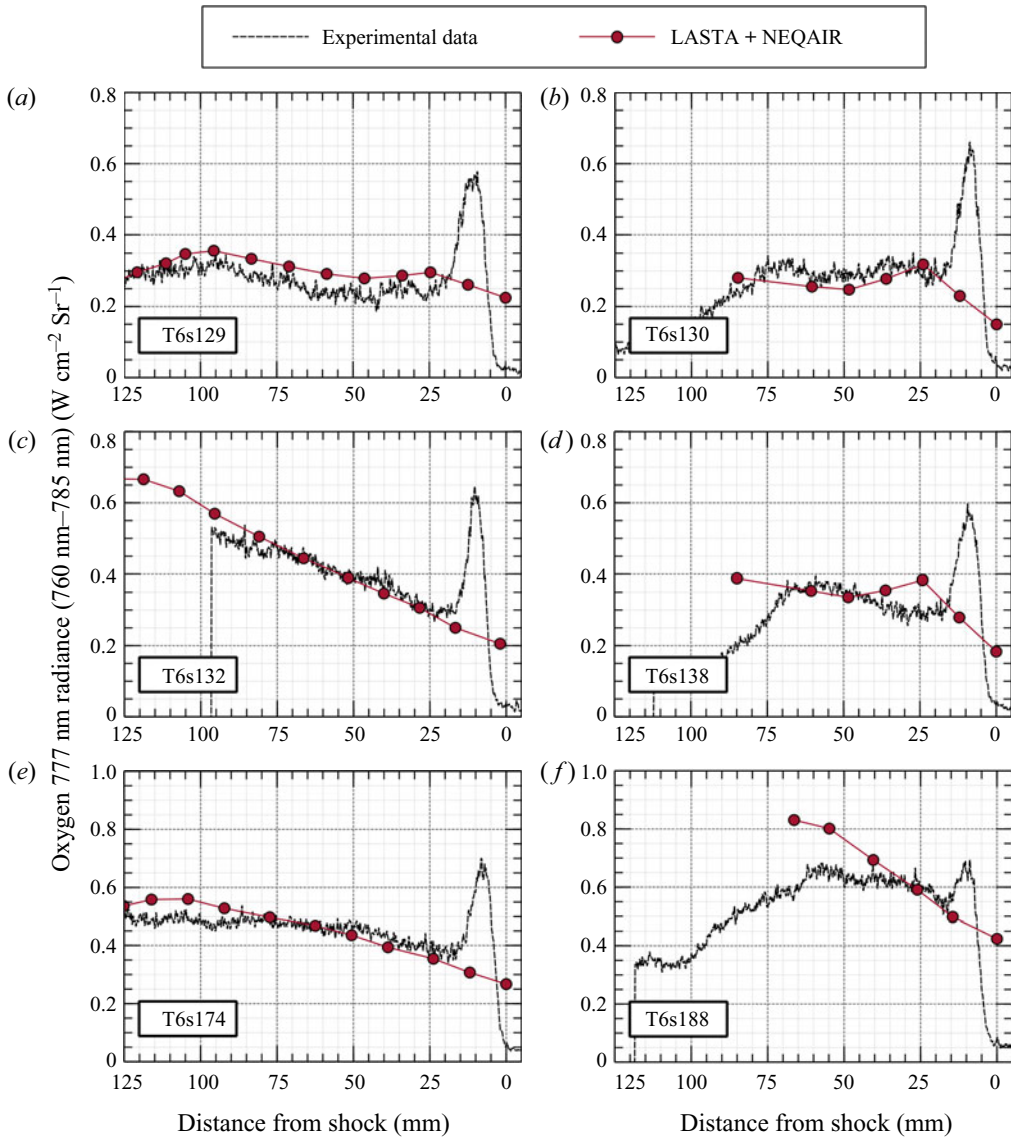 Experimental data LASTA + NEQAIR
(a) (b)
0.8
0.6
0.4
0.2
0
125 100 75 50 25 0
T6s129
0.8
0.6
0.4
0.2
0
125 100 75 50 25 0
T6s130
(c) (d)
0.8
0.6
0.4
0.2
0
125 100 75 50 25 0
T6s132
0.8
0.6
0.4
0.2
0
125 100 75 50 25 0
T6s138
(e) (f)
1.0
0.8
0.6
0.4
0.2
0
125 100 75 50 25 0
T6s174
1.0
0.8
0.6
0.4
0.2
0
125 100 75 50 25 0
T6s188
Oxygen 777 nm radiance (760 nm–785 nm) (W cm⁻² Sr⁻¹)
Distance from shock (mm) Distance from shock (mm)